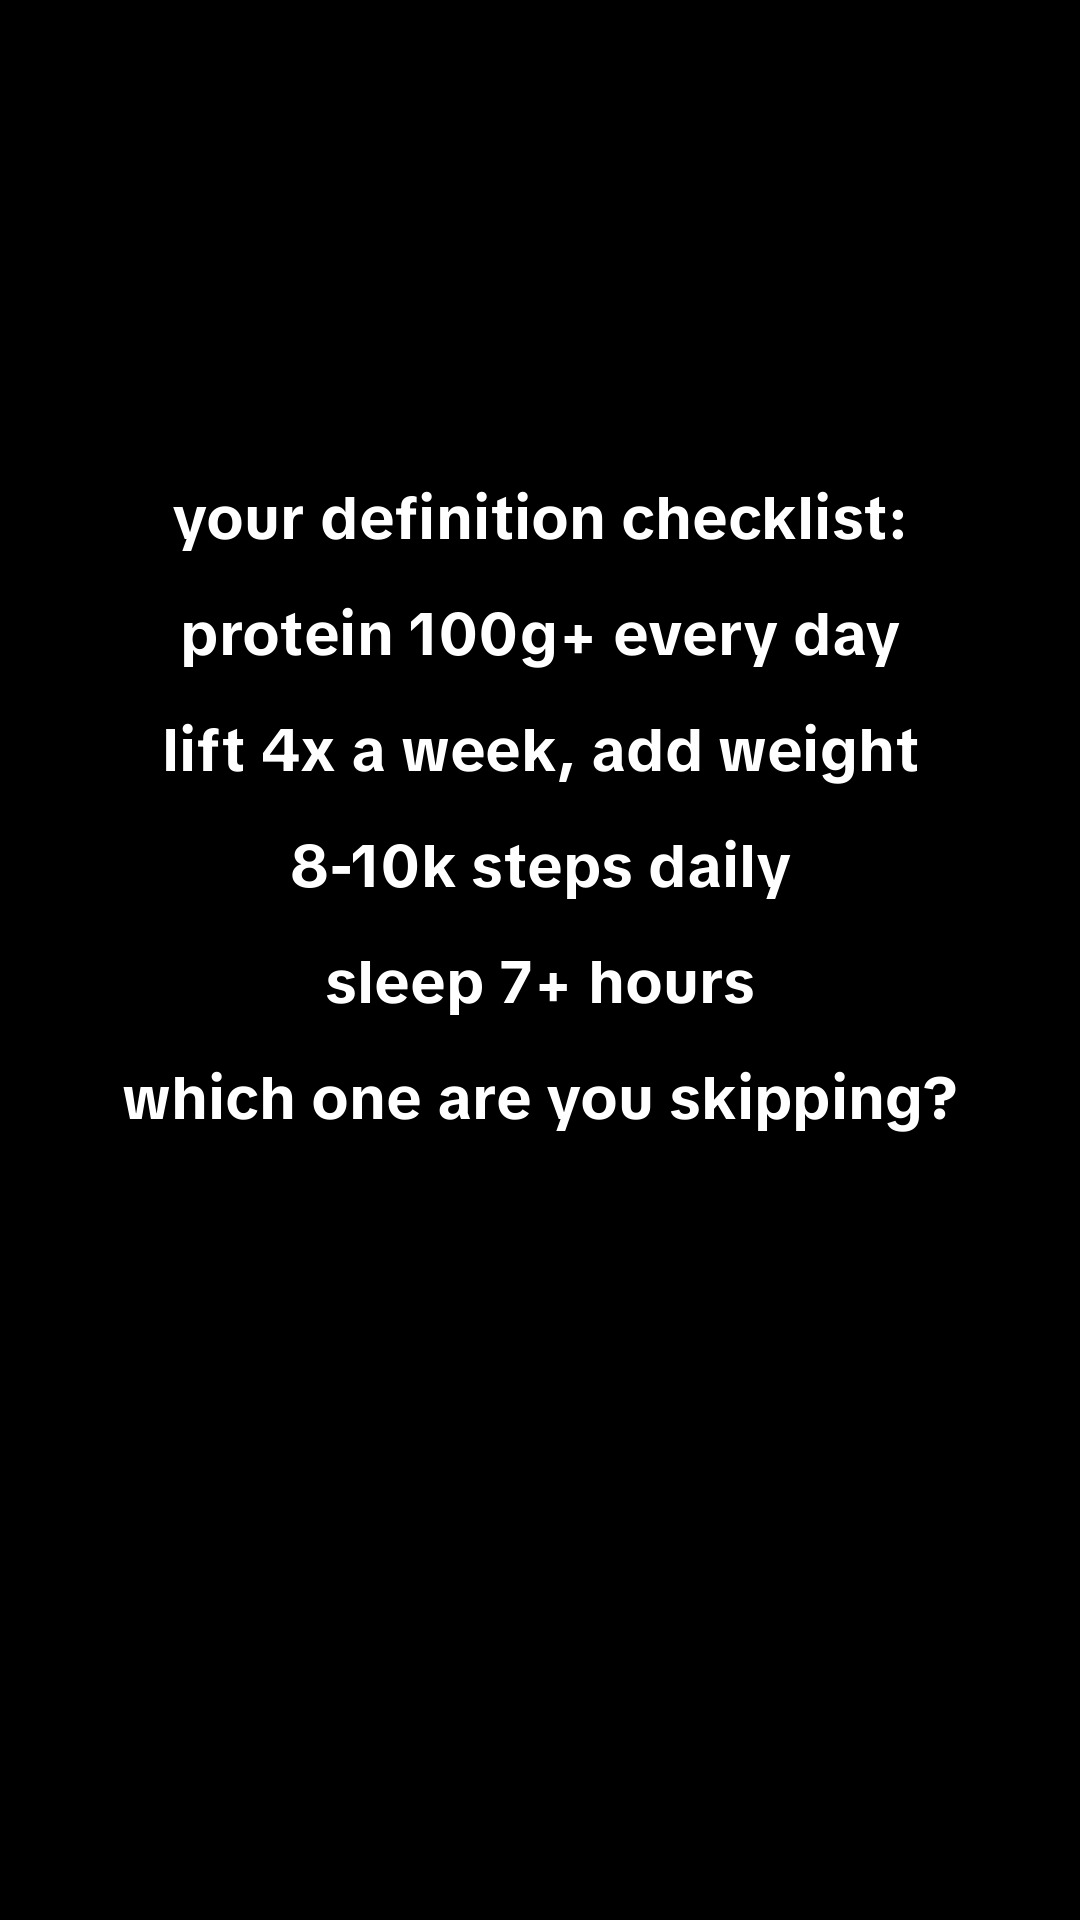 your definition checklist:
protein 100g+ every day
lift 4x a week, add weight
8-10k steps daily
sleep 7+ hours
which one are you skipping?